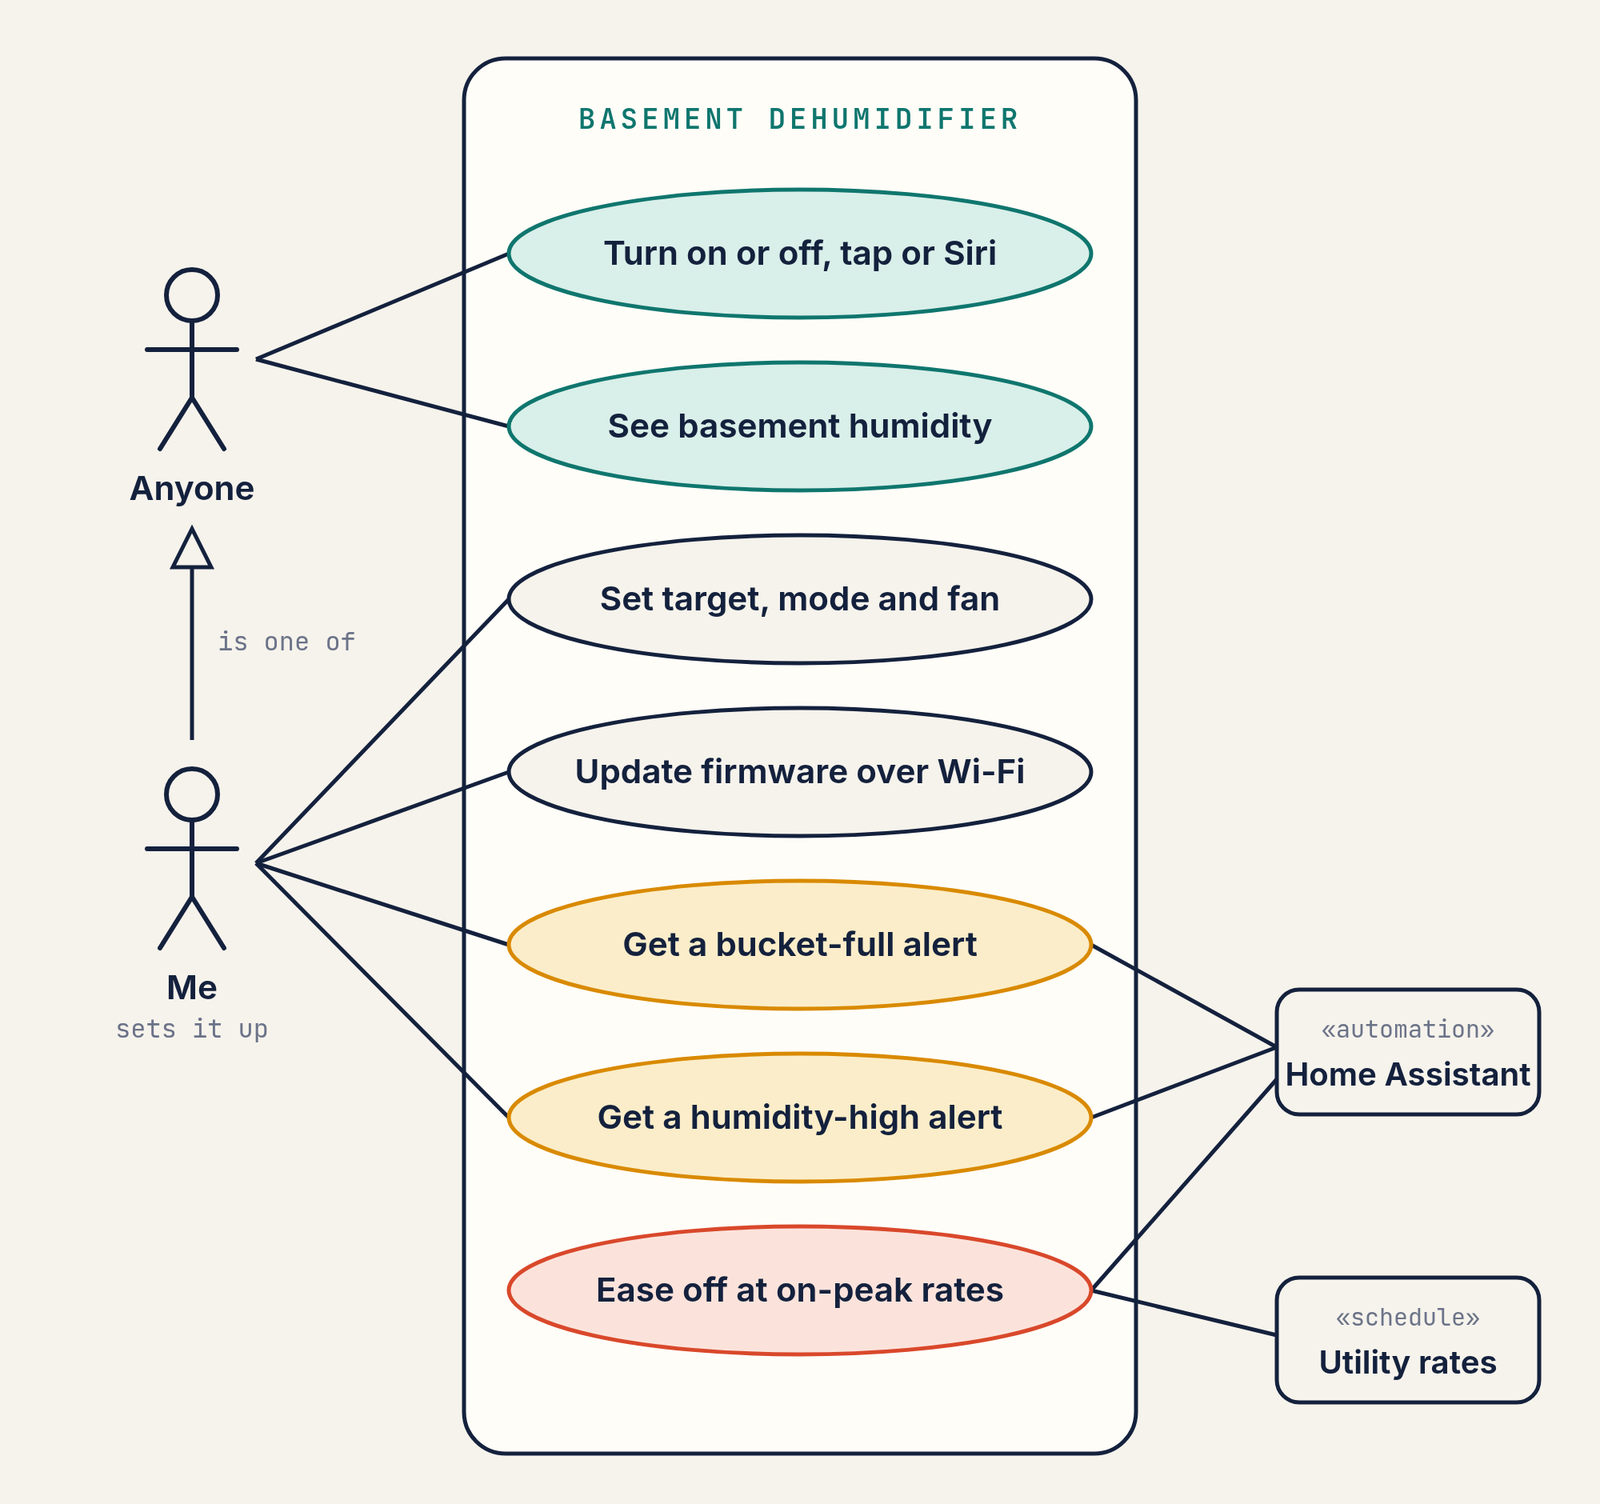 BASEMENT DEHUMIDIFIER
Turn on or off, tap or Siri
See basement humidity
Anyone
Set target, mode and fan
is one of
Update firmware over Wi-Fi
Get a bucket-full alert
Me
sets it up
«automation»
Home Assistant
Get a humidity-high alert
Ease off at on-peak rates
«schedule»
Utility rates